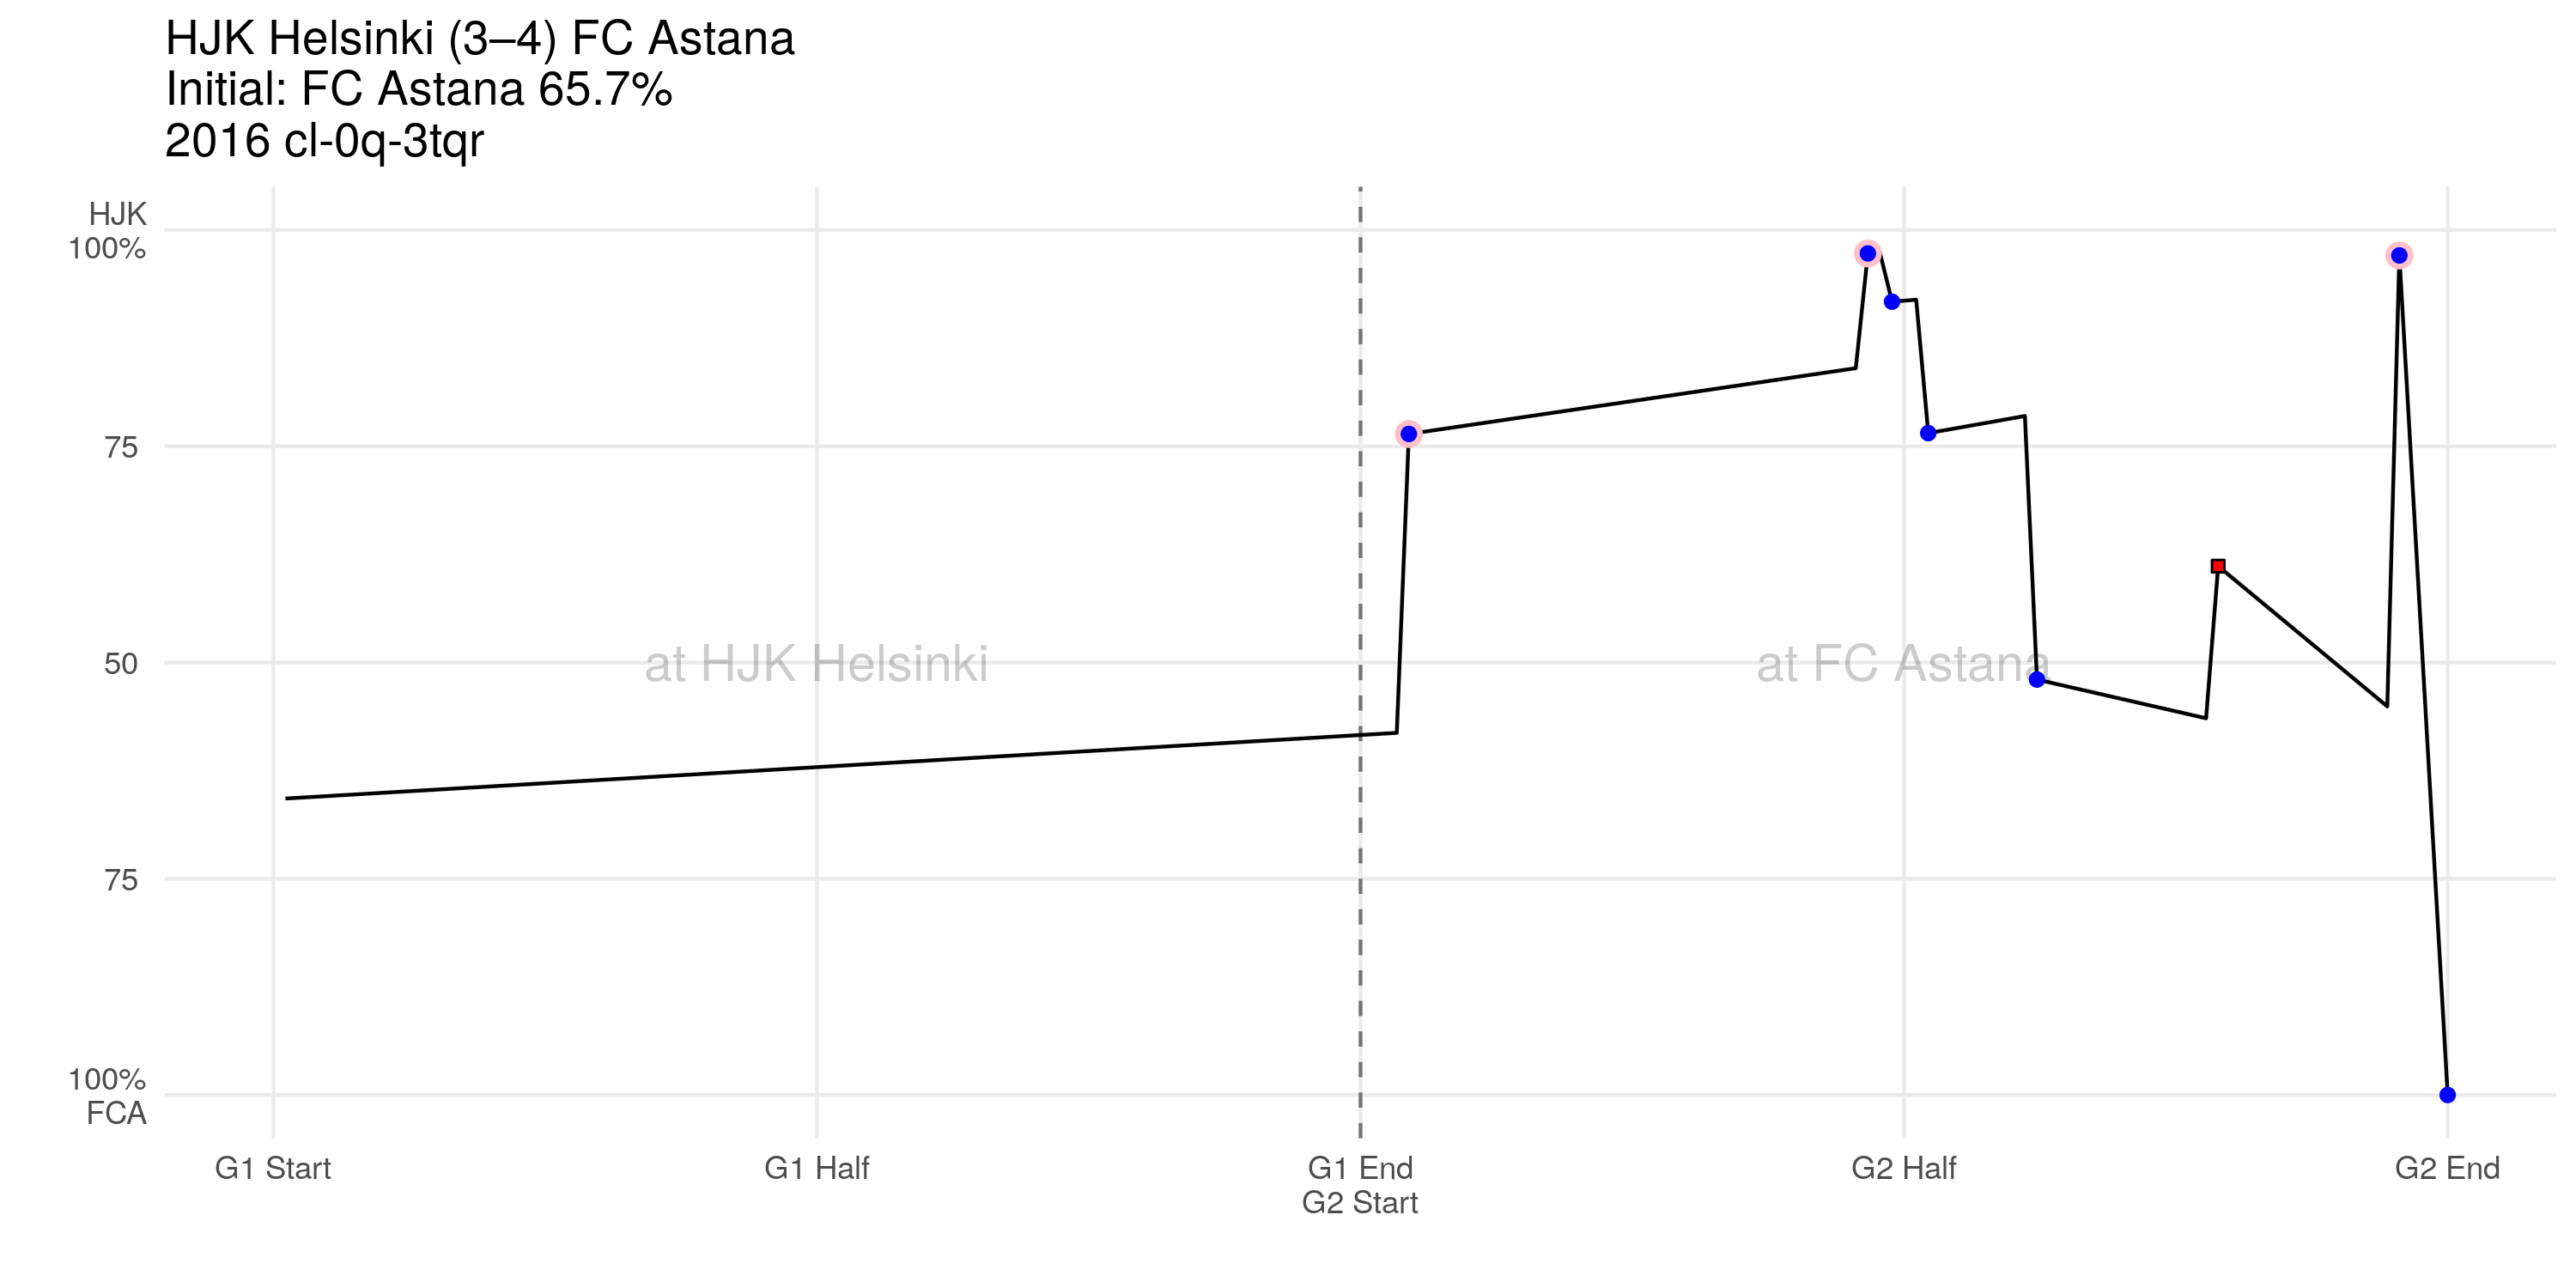 HJK Helsinki (3–4) FC Astana
Initial: FC Astana 65.7%
2016 cl-0q-3tqr
HJK
100%
75
50
75
100%
FCA
at HJK Helsinki
at FC Astana
G1 Start
G1 Half
G1 End
G2 Start
G2 Half
G2 End